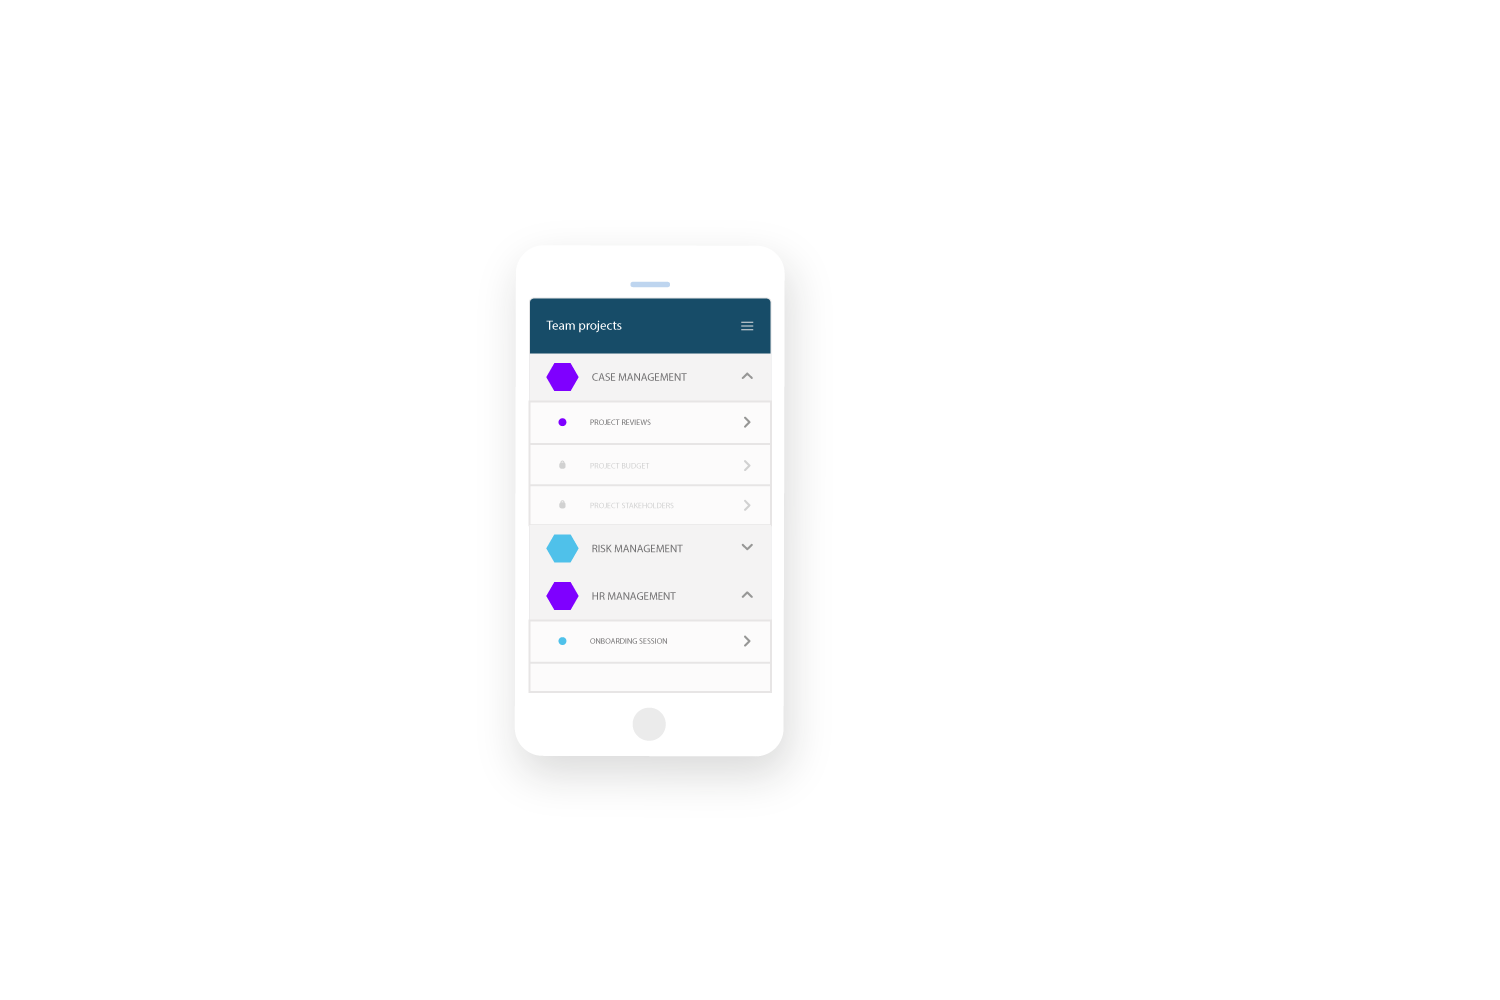 Team projects
CASE MANAGEMENT
PROJECT REVIEWS
PROJECT BUDGET
PROJECT STAKEHOLDERS
RISK MANAGEMENT
HR MANAGEMENT
ONBOARDING SESSION